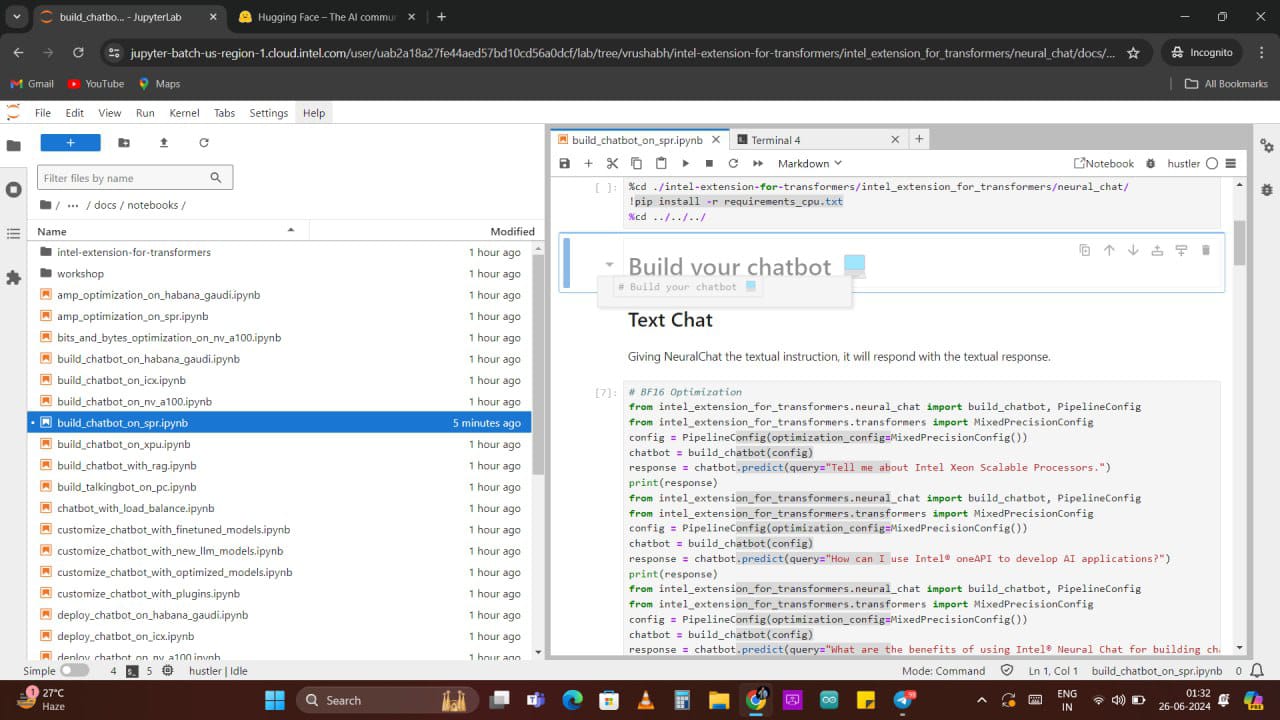 build_chatbo... - JupyterLab
Hugging Face – The AI commun
jupyter-batch-us-region-1.cloud.intel.com/user/uab2a18a27fe44aed57bd10cd56a0dcf/lab/tree/vrushabh/intel-extension-for-transformers/intel_extension_for_transformers/neural_chat/docs/...
Incognito
Gmail
YouTube
Maps
All Bookmarks
File Edit View Run Kernel Tabs Settings Help
Filter files by name
/ ... / docs / notebooks /
Name Modified
intel-extension-for-transformers 1 hour ago
workshop 1 hour ago
amp_optimization_on_habana_gaudi.ipynb 1 hour ago
amp_optimization_on_spr.ipynb 1 hour ago
bits_and_bytes_optimization_on_nv_a100.ipynb 1 hour ago
build_chatbot_on_habana_gaudi.ipynb 1 hour ago
build_chatbot_on_icx.ipynb 1 hour ago
build_chatbot_on_nv_a100.ipynb 1 hour ago
build_chatbot_on_spr.ipynb 5 minutes ago
build_chatbot_on_xpu.ipynb 1 hour ago
build_chatbot_with_rag.ipynb 1 hour ago
build_talkingbot_on_pc.ipynb 1 hour ago
chatbot_with_load_balance.ipynb 1 hour ago
customize_chatbot_with_finetuned_models.ipynb 1 hour ago
customize_chatbot_with_new_llm_models.ipynb 1 hour ago
customize_chatbot_with_optimized_models.ipynb 1 hour ago
customize_chatbot_with_plugins.ipynb 1 hour ago
deploy_chatbot_on_habana_gaudi.ipynb 1 hour ago
deploy_chatbot_on_icx.ipynb 1 hour ago
deploy_chatbot_on_nv_a100.ipynb 1 hour ago
build_chatbot_on_spr.ipynb
Terminal 4
Markdown
Notebook
hustler
[ ]: %cd ./intel-extension-for-transformers/intel_extension_for_transformers/neural_chat/
!pip install -r requirements_cpu.txt
%cd ../../../
Build your chatbot 💻
# Build your chatbot 💻
Text Chat
Giving NeuralChat the textual instruction, it will respond with the textual response.
[7]: # BF16 Optimization
from intel_extension_for_transformers.neural_chat import build_chatbot, PipelineConfig
from intel_extension_for_transformers.transformers import MixedPrecisionConfig
config = PipelineConfig(optimization_config=MixedPrecisionConfig())
chatbot = build_chatbot(config)
response = chatbot.predict(query="Tell me about Intel Xeon Scalable Processors.")
print(response)
from intel_extension_for_transformers.neural_chat import build_chatbot, PipelineConfig
from intel_extension_for_transformers.transformers import MixedPrecisionConfig
config = PipelineConfig(optimization_config=MixedPrecisionConfig())
chatbot = build_chatbot(config)
response = chatbot.predict(query="How can I use Intel® oneAPI to develop AI applications?")
print(response)
from intel_extension_for_transformers.neural_chat import build_chatbot, PipelineConfig
from intel_extension_for_transformers.transformers import MixedPrecisionConfig
config = PipelineConfig(optimization_config=MixedPrecisionConfig())
chatbot = build_chatbot(config)
response = chatbot.predict(query="What are the benefits of using Intel® Neural Chat for building cha
Simple 4 5 hustler | Idle
Mode: Command Ln 1, Col 1 build_chatbot_on_spr.ipynb 0
1
27°C
Haze
Search
ENG
IN
01:32
26-06-2024